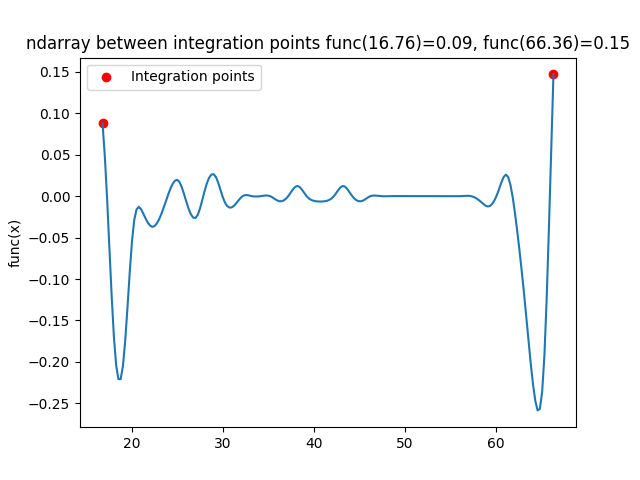 ndarray between integration points func(16.76)=0.09, func(66.36)=0.15
Integration points
func(x)
0.15
0.10
0.05
0.00
−0.05
−0.10
−0.15
−0.20
−0.25
20 30 40 50 60